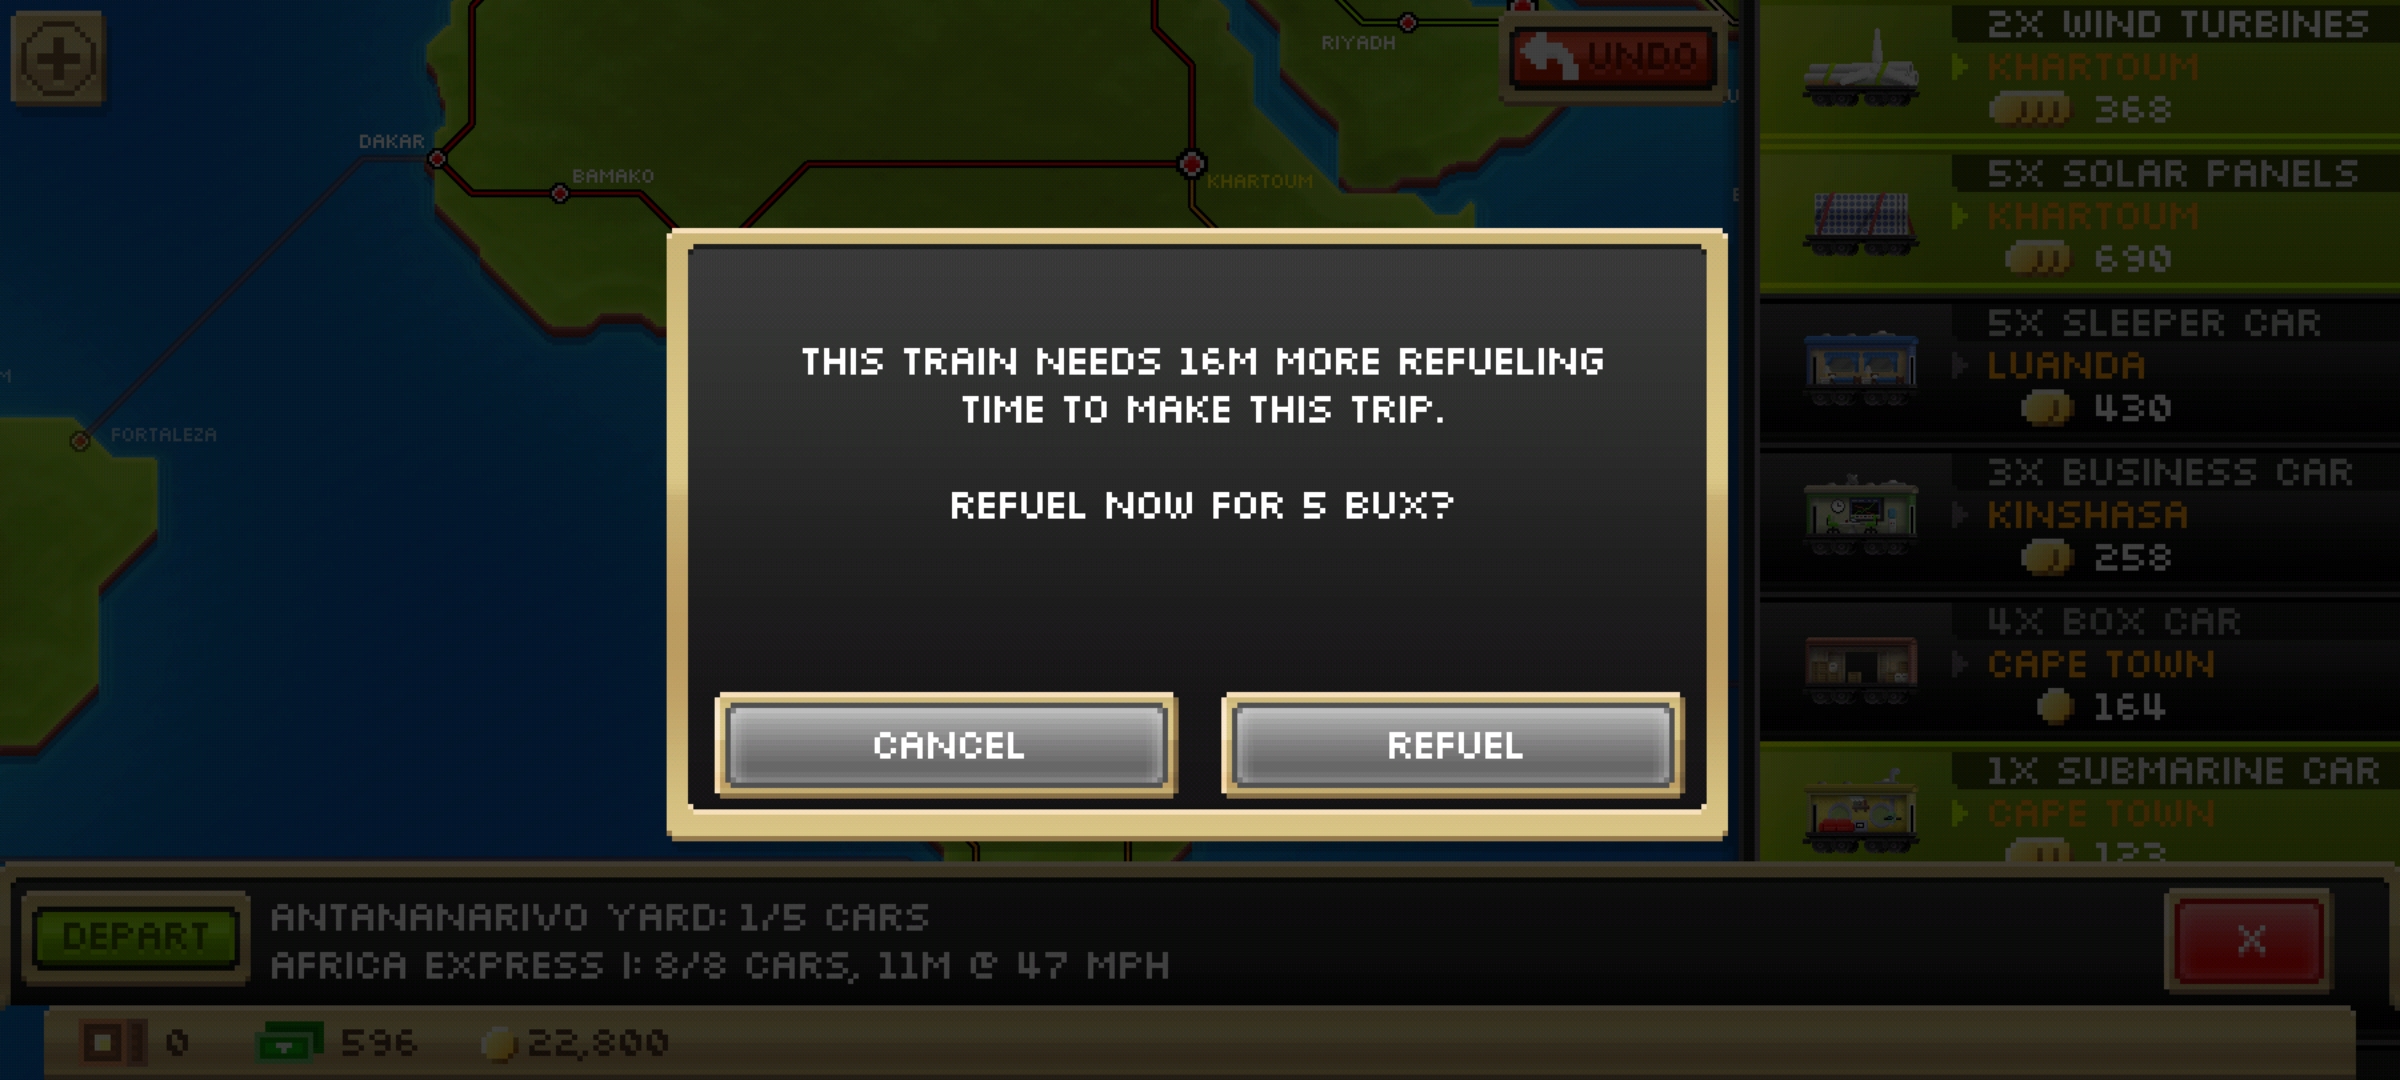 RIYADH
UNDO
DAKAR
BAMAKO
KHARTOUM
FORTALEZA
THIS TRAIN NEEDS 16M MORE REFUELING
TIME TO MAKE THIS TRIP.
REFUEL NOW FOR 5 BUX?
CANCEL
REFUEL
2X WIND TURBINES
KHARTOUM
368
5X SOLAR PANELS
KHARTOUM
690
5X SLEEPER CAR
LUANDA
430
3X BUSINESS CAR
KINSHASA
258
4X BOX CAR
CAPE TOWN
164
1X SUBMARINE CAR
CAPE TOWN
123
DEPART
ANTANANARIVO YARD: 1/5 CARS
AFRICA EXPRESS I: 8/8 CARS, 11M @ 47 MPH
X
0
596
22,800